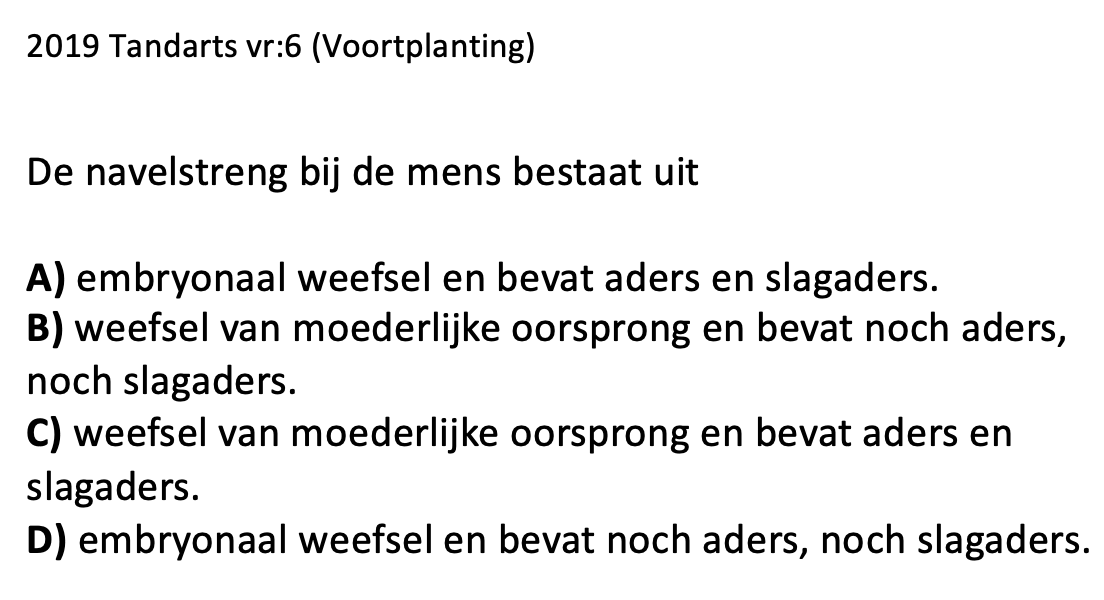 2019 Tandarts vr:6 (Voortplanting)
De navelstreng bij de mens bestaat uit
A) embryonaal weefsel en bevat aders en slagaders.
B) weefsel van moederlijke oorsprong en bevat noch aders,
noch slagaders.
C) weefsel van moederlijke oorsprong en bevat aders en
slagaders.
D) embryonaal weefsel en bevat noch aders, noch slagaders.